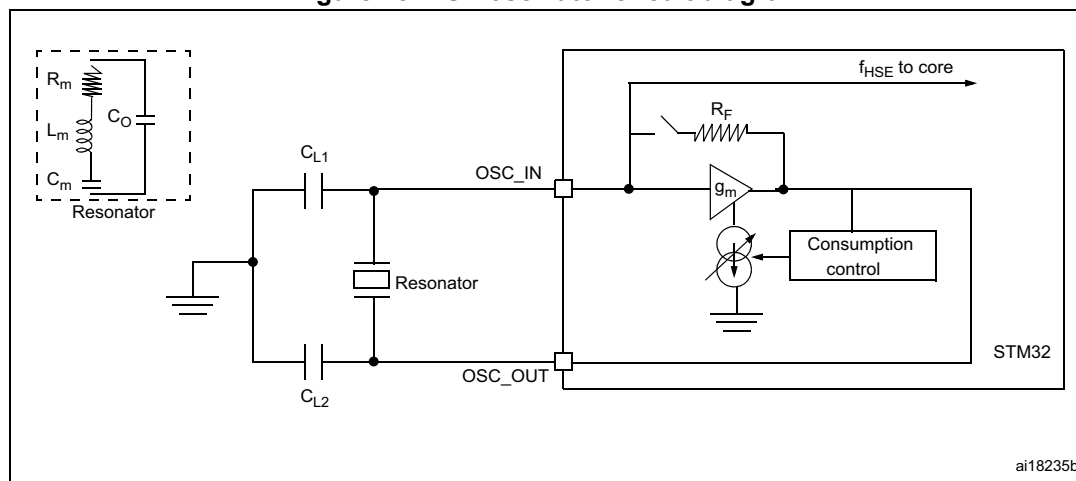 f_HSE to core
R_m
R_F
C_O
L_m
C_L1
OSC_IN
C_m
g_m
Resonator
Consumption
control
Resonator
STM32
OSC_OUT
C_L2
ai18235b